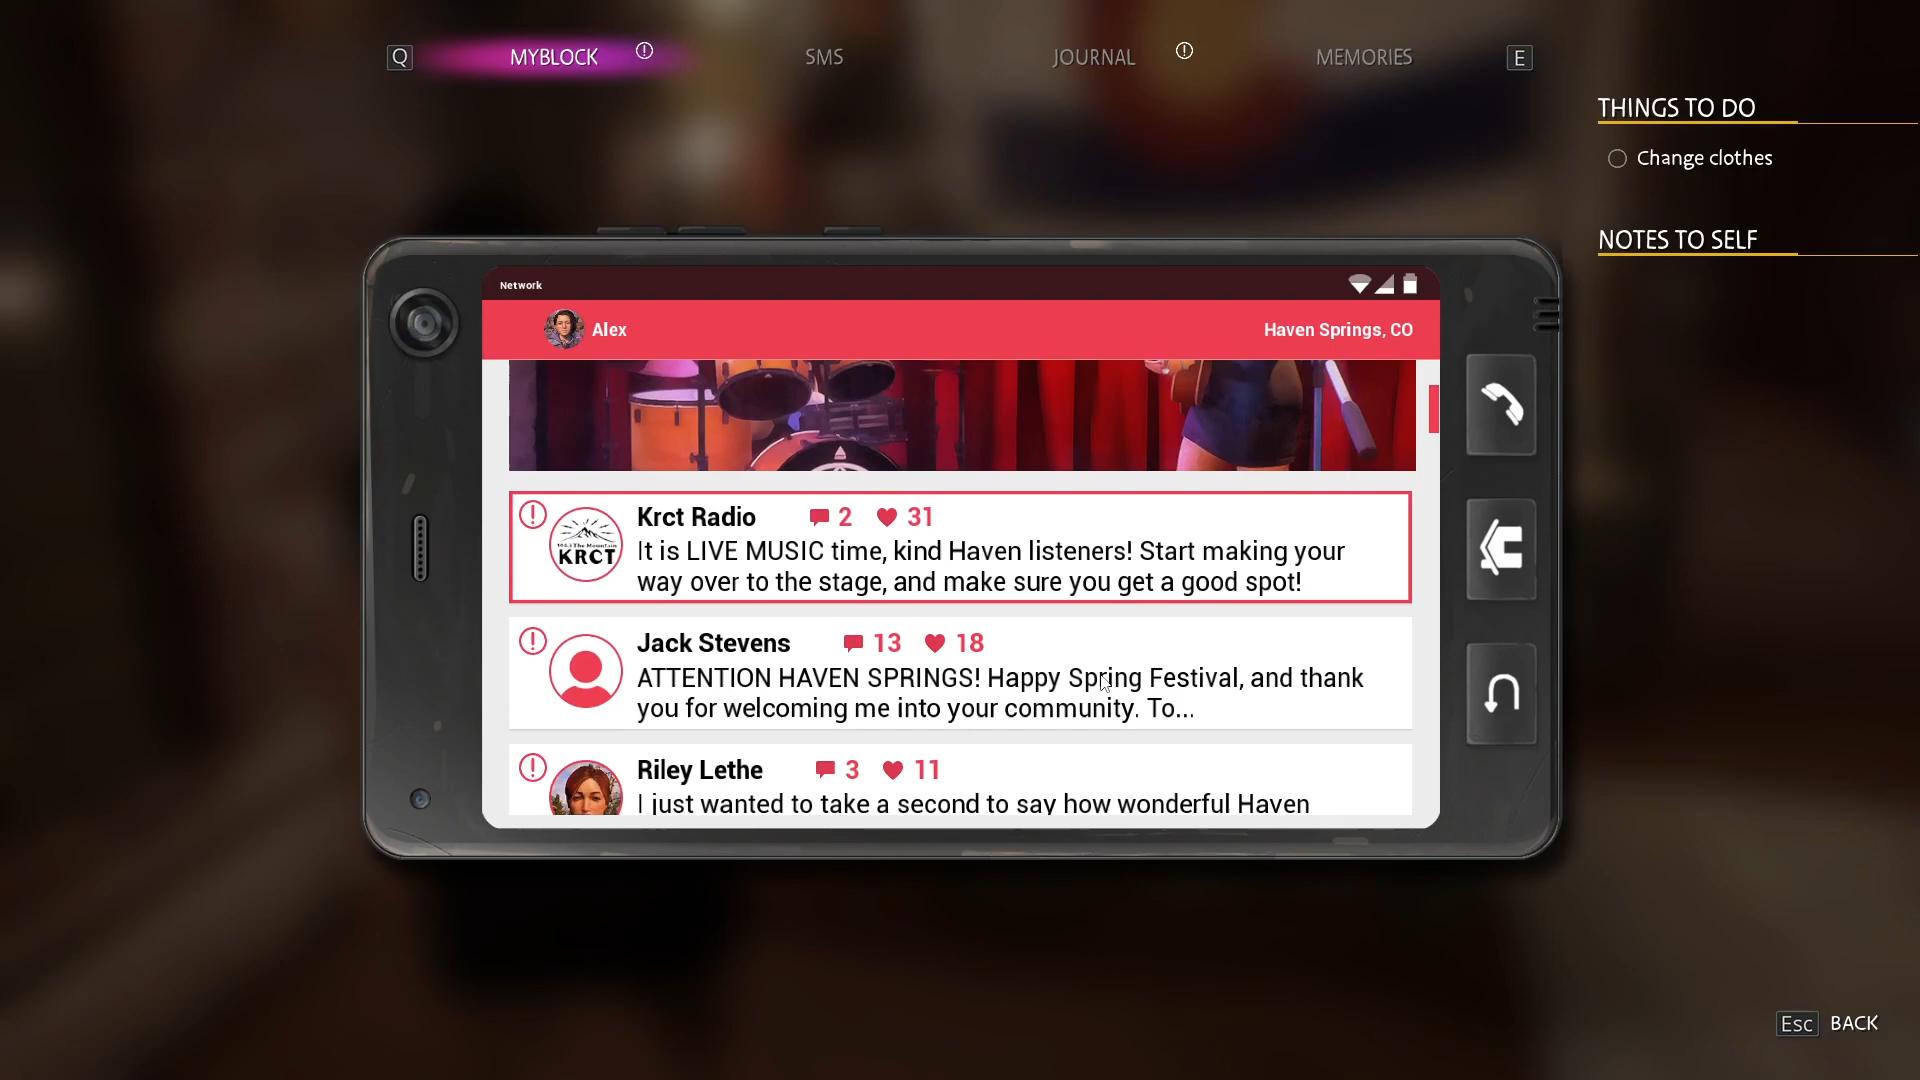 Q
MYBLOCK
SMS
JOURNAL
MEMORIES
E
THINGS TO DO
Change clothes
NOTES TO SELF
Network
Alex
Haven Springs, CO
Krct Radio 2 31
104.3 The Mountain
KRCT
It is LIVE MUSIC time, kind Haven listeners! Start making your
way over to the stage, and make sure you get a good spot!
Jack Stevens 13 18
ATTENTION HAVEN SPRINGS! Happy Spring Festival, and thank
you for welcoming me into your community. To...
Riley Lethe 3 11
I just wanted to take a second to say how wonderful Haven
Esc BACK